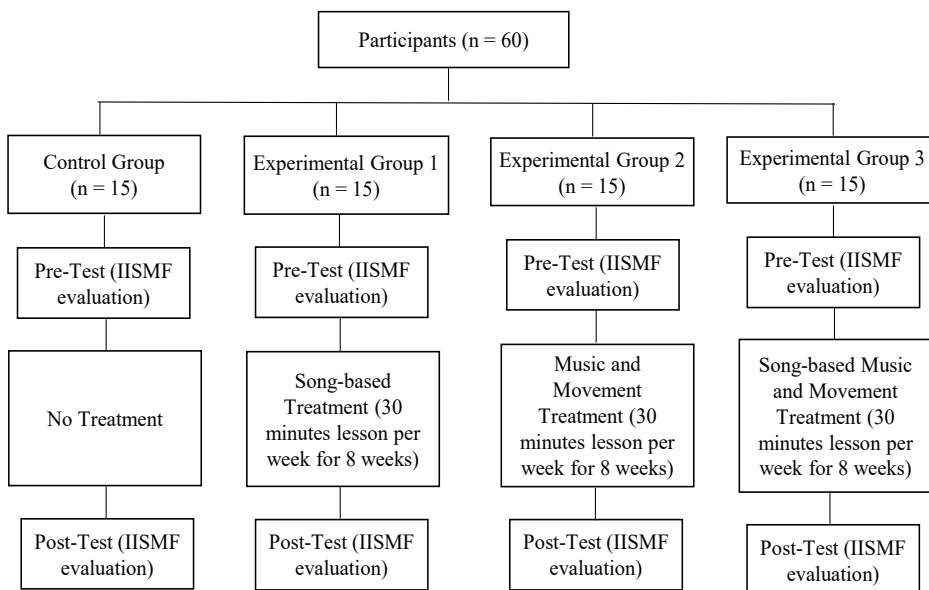 Participants (n = 60)
Control Group
(n = 15)
Experimental Group 1
(n = 15)
Experimental Group 2
(n = 15)
Experimental Group 3
(n = 15)
Pre-Test (IISMF
evaluation)
Pre-Test (IISMF
evaluation)
Pre-Test (IISMF
evaluation)
Pre-Test (IISMF
evaluation)
No Treatment
Song-based
Treatment (30
minutes lesson per
week for 8 weeks)
Music and
Movement
Treatment (30
minutes lesson per
week for 8 weeks)
Song-based Music
and Movement
Treatment (30
minutes lesson per
week for 8 weeks)
Post-Test (IISMF
evaluation)
Post-Test (IISMF
evaluation)
Post-Test (IISMF
evaluation)
Post-Test (IISMF
evaluation)